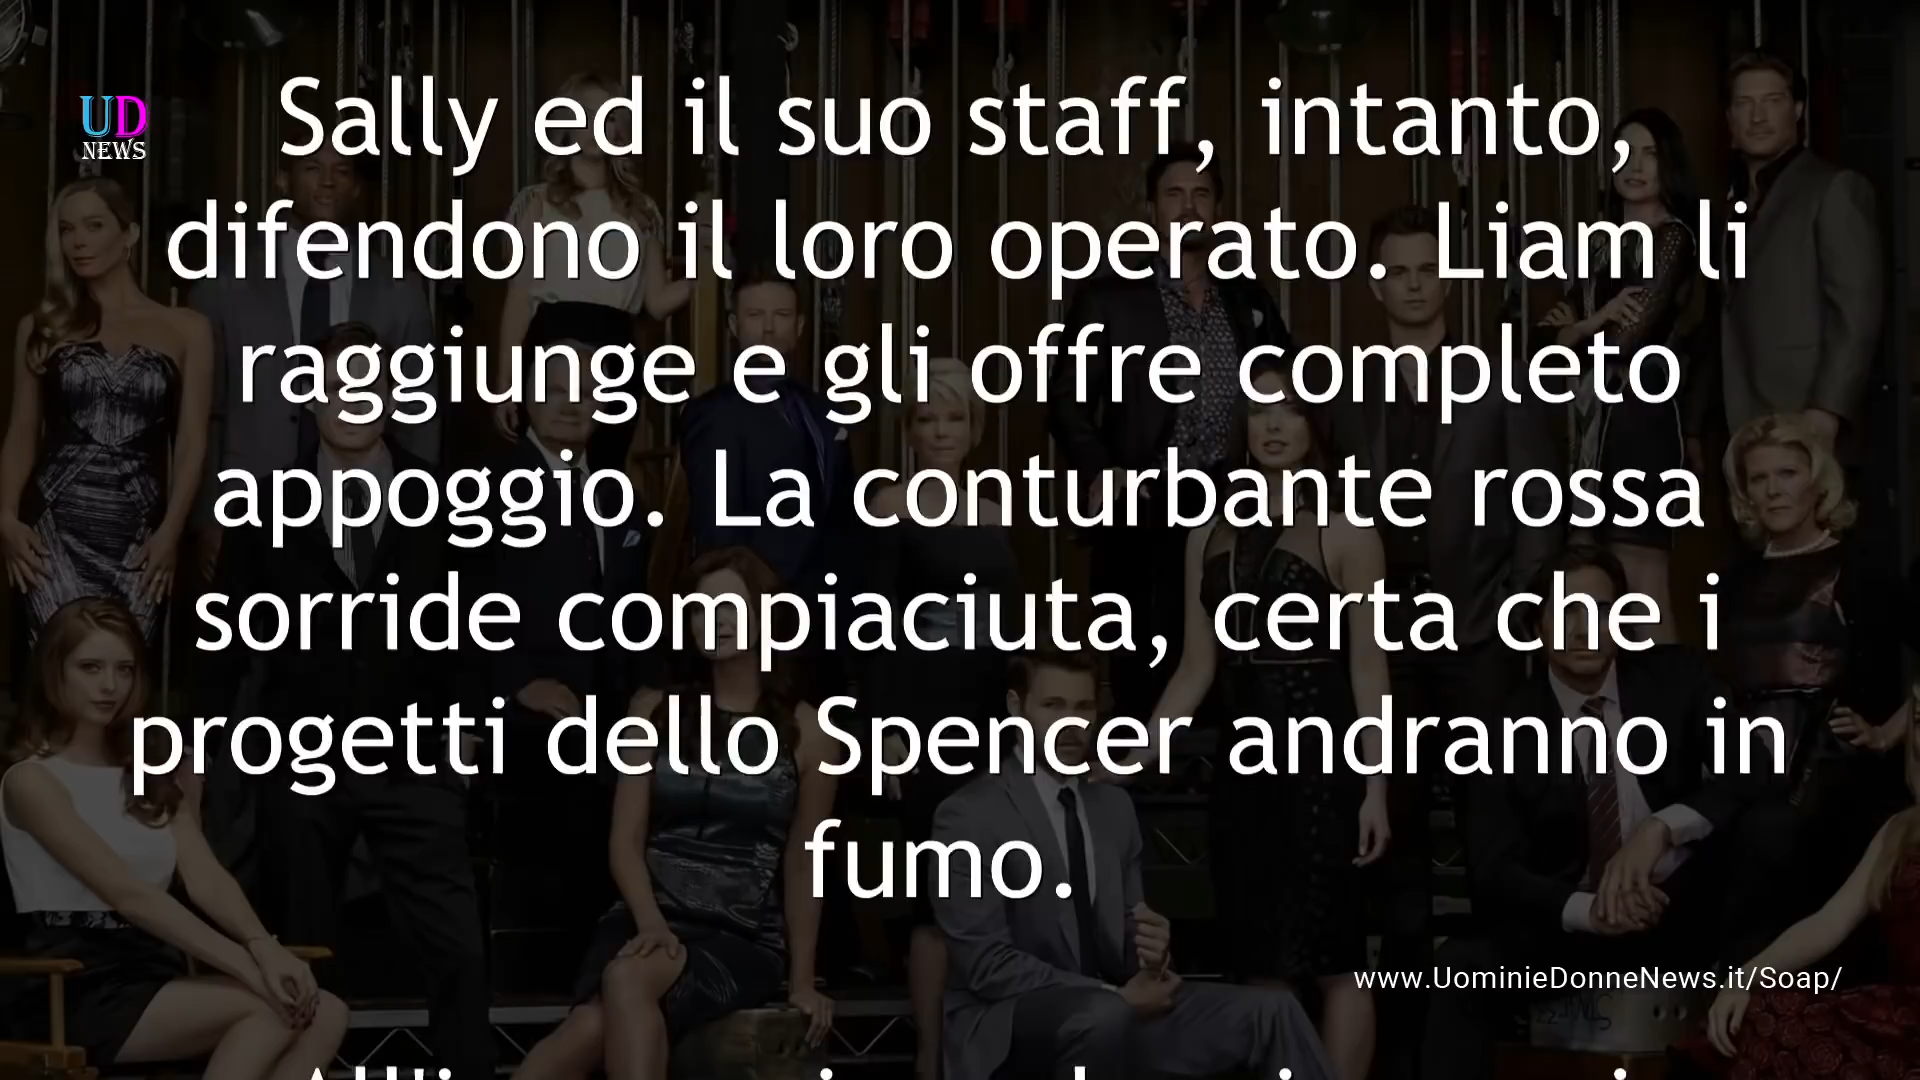 UD
NEWS
Sally ed il suo staff, intanto,
difendono il loro operato. Liam li
raggiunge e gli offre completo
appoggio. La conturbante rossa
sorride compiaciuta, certa che i
progetti dello Spencer andranno in
fumo.
www.UominieDonneNews.it/Soap/